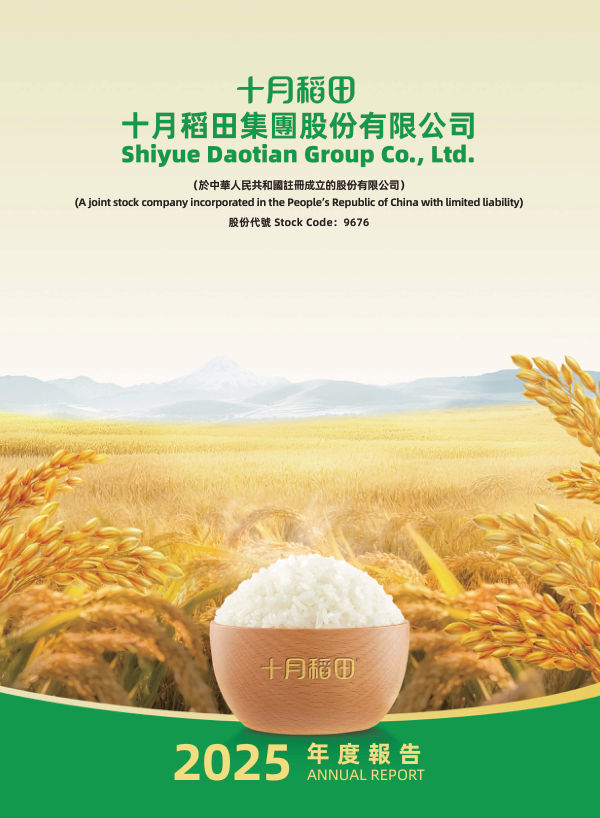 十月稻田
十月稻田集團股份有限公司
Shiyue Daotian Group Co., Ltd.
（於中華人民共和國註冊成立的股份有限公司）
(A joint stock company incorporated in the People’s Republic of China with limited liability)
股份代號 Stock Code：9676
十月稻田
2025 年度報告
ANNUAL REPORT